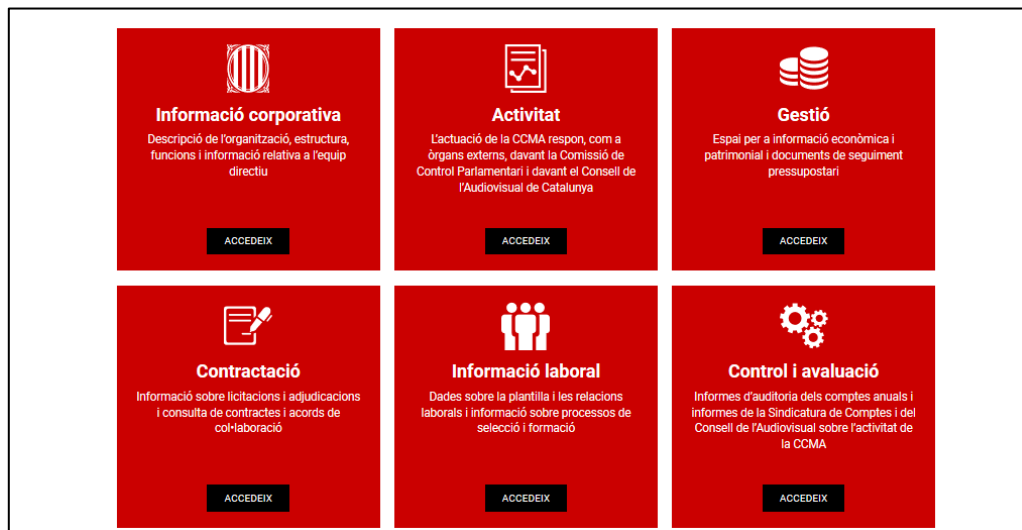 Informació corporativa
Descripció de l'organització, estructura,
funcions i informació relativa a l'equip
directiu
ACCEDEIX
Activitat
L'actuació de la CCMA respon, com a
òrgans externs, davant la Comissió de
Control Parlamentari i davant el Consell de
l'Audiovisual de Catalunya
ACCEDEIX
Gestió
Espai per a informació econòmica i
patrimonial i documents de seguiment
pressupostari
ACCEDEIX
Contractació
Informació sobre licitacions i adjudicacions
i consulta de contractes i acords de
col•laboració
ACCEDEIX
Informació laboral
Dades sobre la plantilla i les relacions
laborals i informació sobre processos de
selecció i formació
ACCEDEIX
Control i avaluació
Informes d'auditoria dels comptes anuals i
informes de la Sindicatura de Comptes i del
Consell de l'Audiovisual sobre l'activitat de
la CCMA
ACCEDEIX